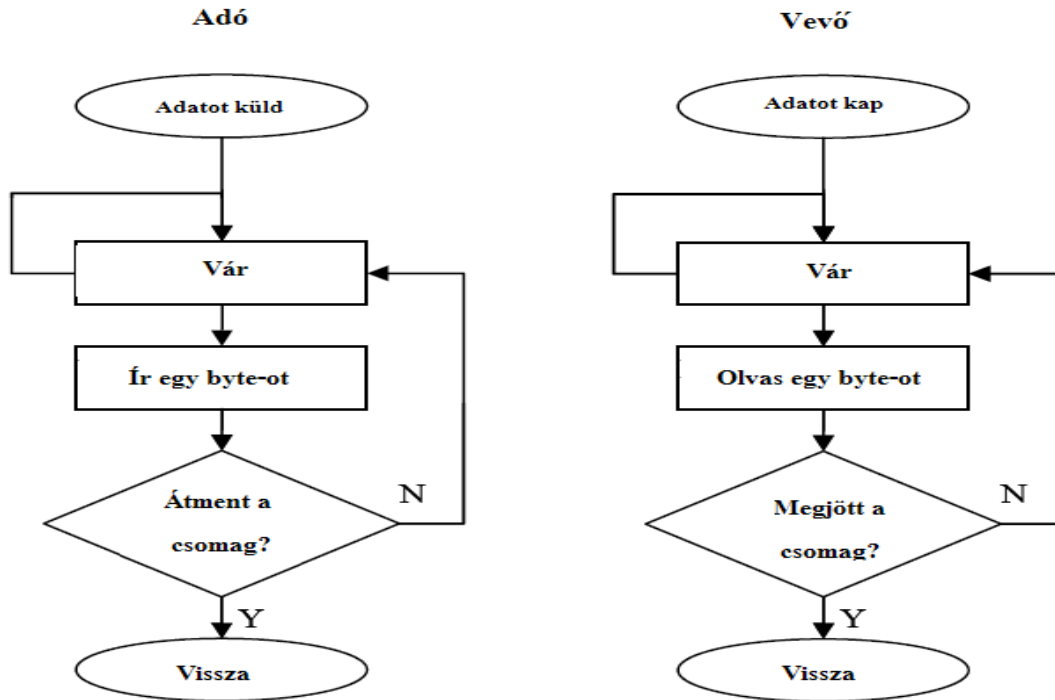 Adó
Adatot küld
Vár
Ír egy byte-ot
Átment a
csomag?
N
Y
Vissza
Vevő
Adatot kap
Vár
Olvas egy byte-ot
Megjött a
csomag?
N
Y
Vissza